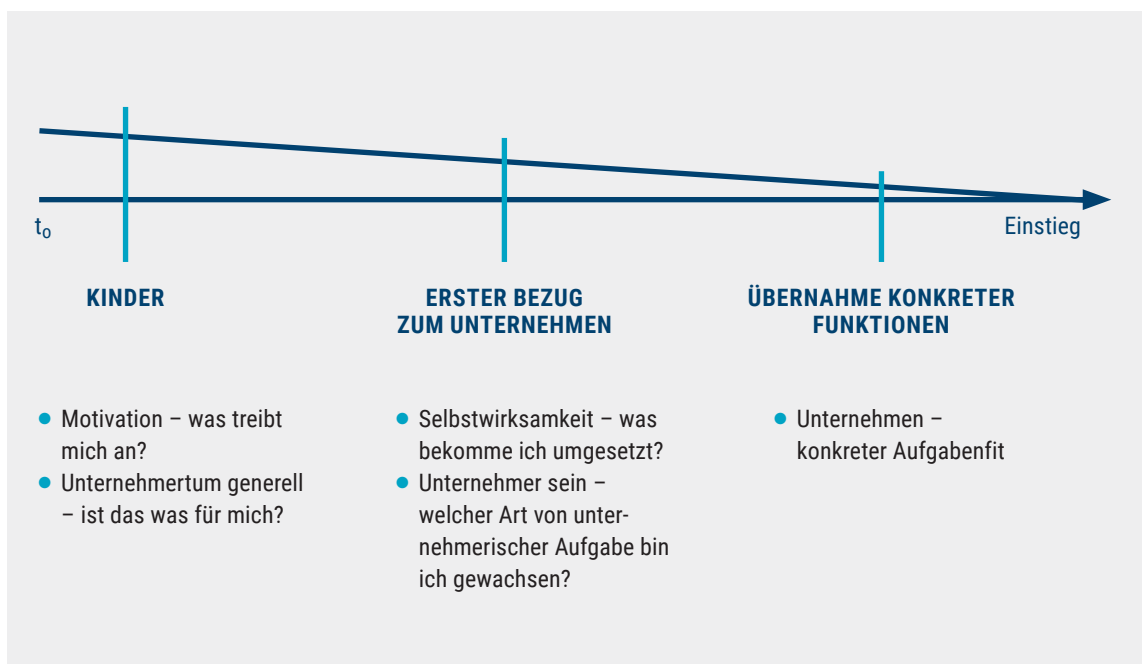 t₀
Einstieg
KINDER
ERSTER BEZUG
ZUM UNTERNEHMEN
ÜBERNAHME KONKRETER
FUNKTIONEN
● Motivation – was treibt
mich an?
● Unternehmertum generell
– ist das was für mich?
● Selbstwirksamkeit – was
bekomme ich umgesetzt?
● Unternehmer sein –
welcher Art von unter-
nehmerischer Aufgabe bin
ich gewachsen?
● Unternehmen –
konkreter Aufgabenfit